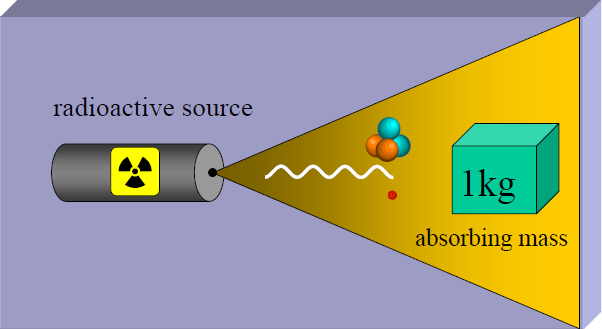 radioactive source
1kg
absorbing mass